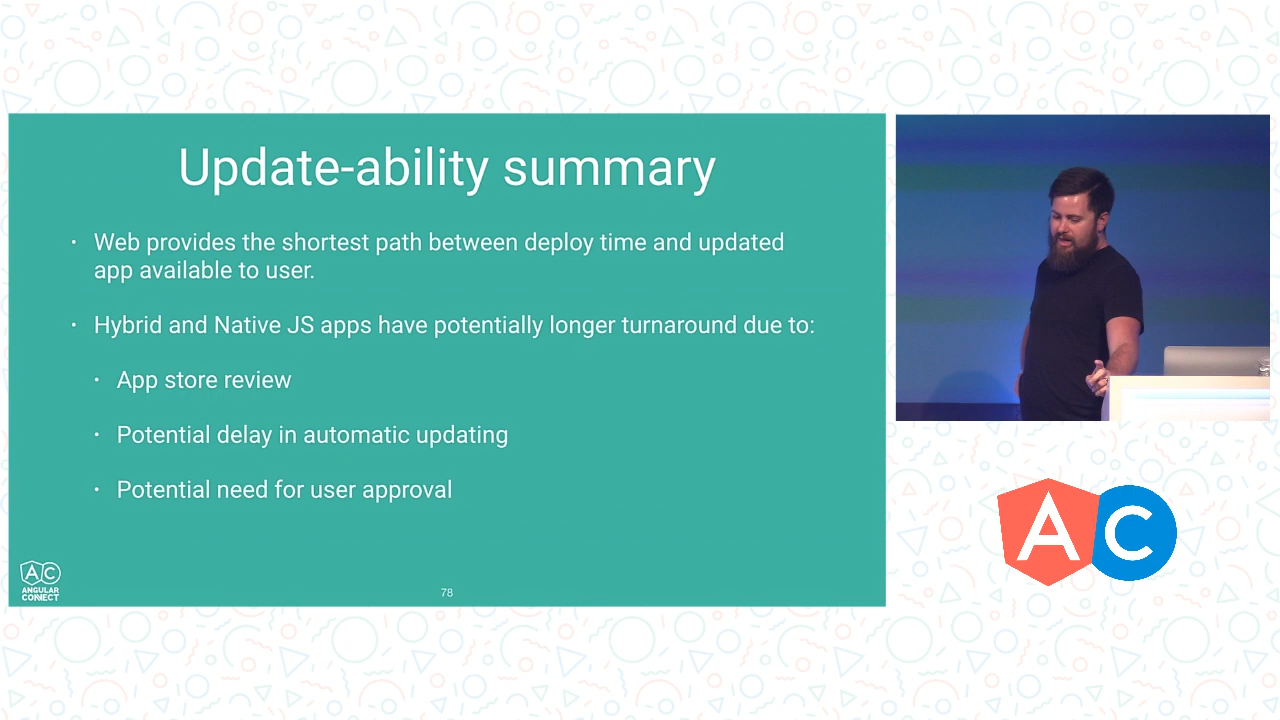 Update-ability summary
· Web provides the shortest path between deploy time and updated
app available to user.
· Hybrid and Native JS apps have potentially longer turnaround due to:
· App store review
· Potential delay in automatic updating
· Potential need for user approval
AC
ANGULAR
CONNECT
78
AC